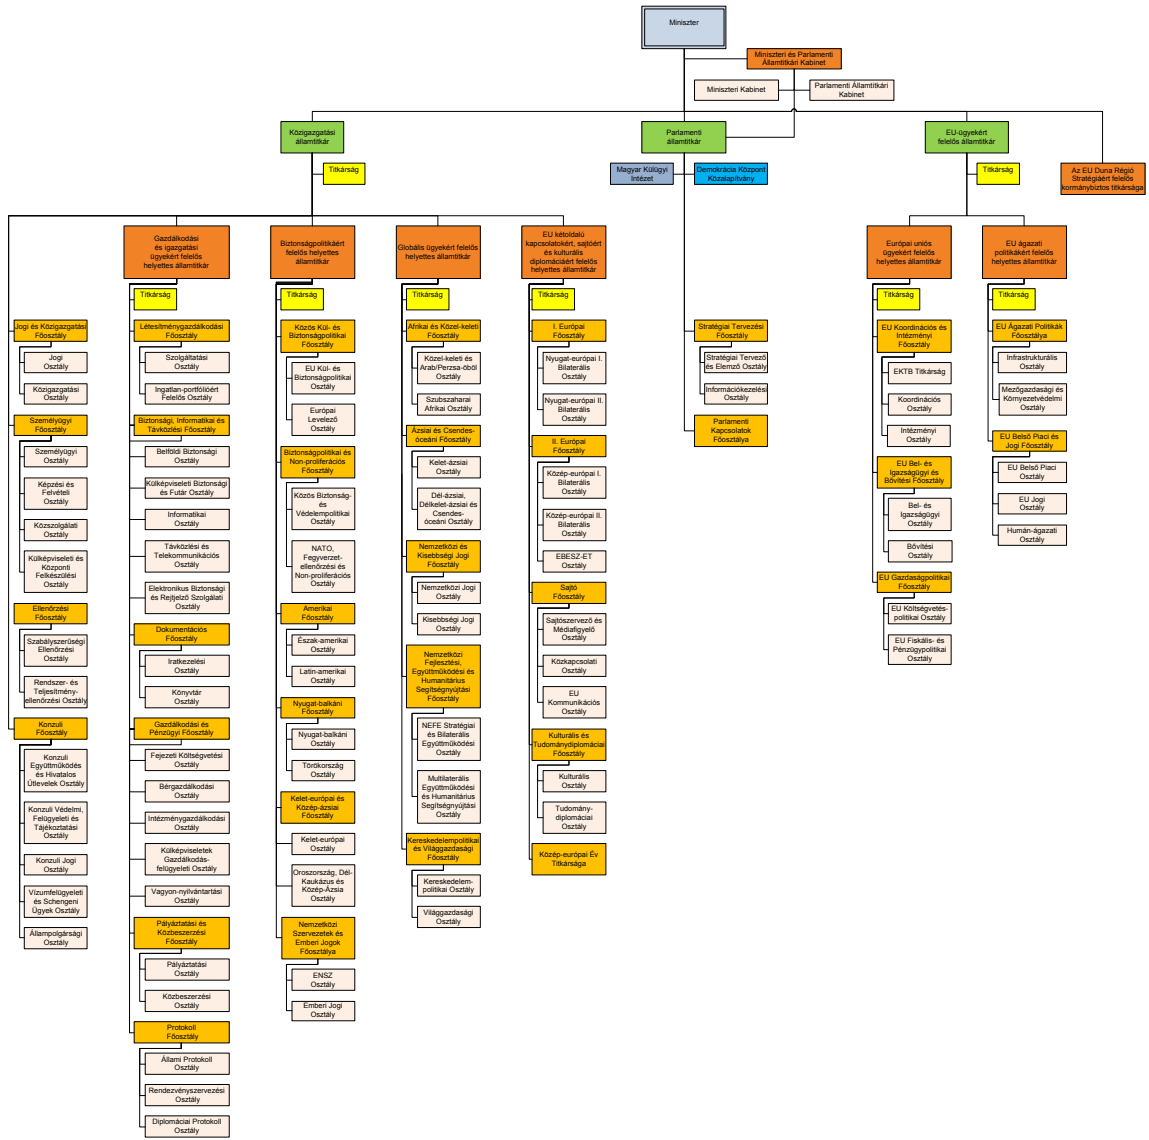 Miniszter
Miniszteri és Parlamenti
Államtitkári Kabinet
Miniszteri Kabinet
Parlamenti Államtitkári
Kabinet
Közigazgatási
államtitkár
Parlamenti
államtitkár
EU-ügyekért
felelős államtitkár
Titkárság
Magyar Külügyi
Intézet
Demokrácia Központ
Közalapítvány
Titkárság
Az EU Duna Régió
Stratégiáért felelős
kormánybiztos titkársága
Gazdálkodási
és igazgatási
ügyekért felelős
helyettes államtitkár
Biztonságpolitikáért
felelős helyettes
államtitkár
Globális ügyekért felelős
helyettes államtitkár
EU kétoldalú
kapcsolatokért, sajtóért
és kulturális
diplomáciáért felelős
helyettes államtitkár
Európai uniós
ügyekért felelős
helyettes államtitkár
EU ágazati
politikákért felelős
helyettes államtitkár
Jogi és Közigazgatási
Főosztály
Jogi
Osztály
Közigazgatási
Osztály
Személyügyi
Főosztály
Személyügyi
Osztály
Képzési és
Felvételi
Osztály
Közszolgálati
Osztály
Külképviseleti és
Központi
Felkészülési
Osztály
Ellenőrzési
Főosztály
Szabályszerűségi
Ellenőrzési
Osztály
Rendszer- és
Teljesítmény-
ellenőrzési Osztály
Konzuli
Főosztály
Konzuli
Együttműködés
és Hivatalos
Útlevelek Osztály
Konzuli Védelmi,
Felügyeleti és
Tájékoztatási
Osztály
Konzuli Jogi
Osztály
Vízumfelügyeleti
és Schengeni
Ügyek Osztály
Állampolgársági
Osztály
Titkárság
Létesítménygazdálkodási
Főosztály
Szolgáltatási
Osztály
Ingatlan-portfólióért
Felelős Osztály
Biztonsági, Informatikai és
Távközlési Főosztály
Belföldi Biztonsági
Osztály
Külképviseleti Biztonsági
és Futár Osztály
Informatikai
Osztály
Távközlési és
Telekommunikációs
Osztály
Elektronikus Biztonsági
és Rejtjelző Szolgálati
Osztály
Dokumentációs
Főosztály
Iratkezelési
Osztály
Könyvtár
Osztály
Gazdálkodási és
Pénzügyi Főosztály
Fejezeti Költségvetési
Osztály
Bérgazdálkodási
Osztály
Intézménygazdálkodási
Osztály
Külképviseletek
Gazdálkodás-
felügyeleti Osztály
Vagyon-nyilvántartási
Osztály
Pályáztatási és
Közbeszerzési
Főosztály
Pályáztatási
Osztály
Közbeszerzési
Osztály
Protokoll
Főosztály
Állami Protokoll
Osztály
Rendezvényszervezési
Osztály
Diplomáciai Protokoll
Osztály
Titkárság
Közös Kül- és
Biztonságpolitikai
Főosztály
EU Kül- és
Biztonságpolitikai
Osztály
Európai
Levelező
Osztály
Biztonságpolitikai és
Non-proliferációs
Főosztály
Közös Biztonság-
és
Védelempolitikai
Osztály
NATO,
Fegyverzet-
ellenőrzési és
Non-proliferációs
Osztály
Amerikai
Főosztály
Észak-amerikai
Osztály
Latin-amerikai
Osztály
Nyugat-balkáni
Főosztály
Nyugat-balkáni
Osztály
Törökország
Osztály
Kelet-európai és
Közép-ázsiai
Főosztály
Kelet-európai
Osztály
Oroszország, Dél-
Kaukázus és
Közép-Ázsia
Osztály
Nemzetközi
Szervezetek és
Emberi Jogok
Főosztálya
ENSZ
Osztály
Emberi Jogi
Osztály
Titkárság
Afrikai és Közel-keleti
Főosztály
Közel-keleti és
Arab/Perzsa-öböl
Osztály
Szubszaharai
Afrikai Osztály
Ázsiai és Csendes-
óceáni Főosztály
Kelet-ázsiai
Osztály
Dél-ázsiai,
Délkelet-ázsiai és
Csendes-
óceáni Osztály
Nemzetközi és
Kisebbségi Jogi
Főosztály
Nemzetközi Jogi
Osztály
Kisebbségi Jogi
Osztály
Nemzetközi
Fejlesztési,
Együttműködési és
Humanitárius
Segítségnyújtási
Főosztály
NEFE Stratégiai
és Bilaterális
Együttműködési
Osztály
Multilaterális
Együttműködési
és Humanitárius
Segítségnyújtási
Osztály
Kereskedelempolitikai
és Világgazdasági
Főosztály
Kereskedelem-
politikai Osztály
Világgazdasági
Osztály
Titkárság
I. Európai
Főosztály
Nyugat-európai I.
Bilaterális
Osztály
Nyugat-európai II.
Bilaterális Osztály
II. Európai
Főosztály
Közép-európai I.
Bilaterális
Osztály
Közép-európai II.
Bilaterális
Osztály
EBESZ-ET
Osztály
Sajtó
Főosztály
Sajtószervező és
Médiafigyelő
Osztály
Közkapcsolati
Osztály
EU
Kommunikációs
Osztály
Kulturális és
Tudománydiplomáciai
Főosztály
Kulturális
Osztály
Tudomány-
diplomáciai
Osztály
Közép-európai Év
Titkársága
Stratégiai Tervezési
Főosztály
Stratégiai Tervező
és Elemző Osztály
Információkezelési
Osztály
Parlamenti
Kapcsolatok
Főosztálya
Titkárság
EU Koordinációs és
Intézményi
Főosztály
EKTB Titkárság
Koordinációs
Osztály
Intézményi
Osztály
EU Bel- és
Igazságügyi és
Bővítési Főosztály
Bel- és
Igazságügyi
Osztály
Bővítési
Osztály
EU Gazdaságpolitikai
Főosztály
EU Költségvetés-
politikai Osztály
EU Fiskális- és
Pénzügypolitikai
Osztály
Titkárság
EU Ágazati Politikák
Főosztálya
Infrastrukturális
Osztály
Mezőgazdasági és
Környezetvédelmi
Osztály
EU Belső Piaci és
Jogi Főosztály
EU Belső Piaci
Osztály
EU Jogi
Osztály
Humán-ágazati
Osztály